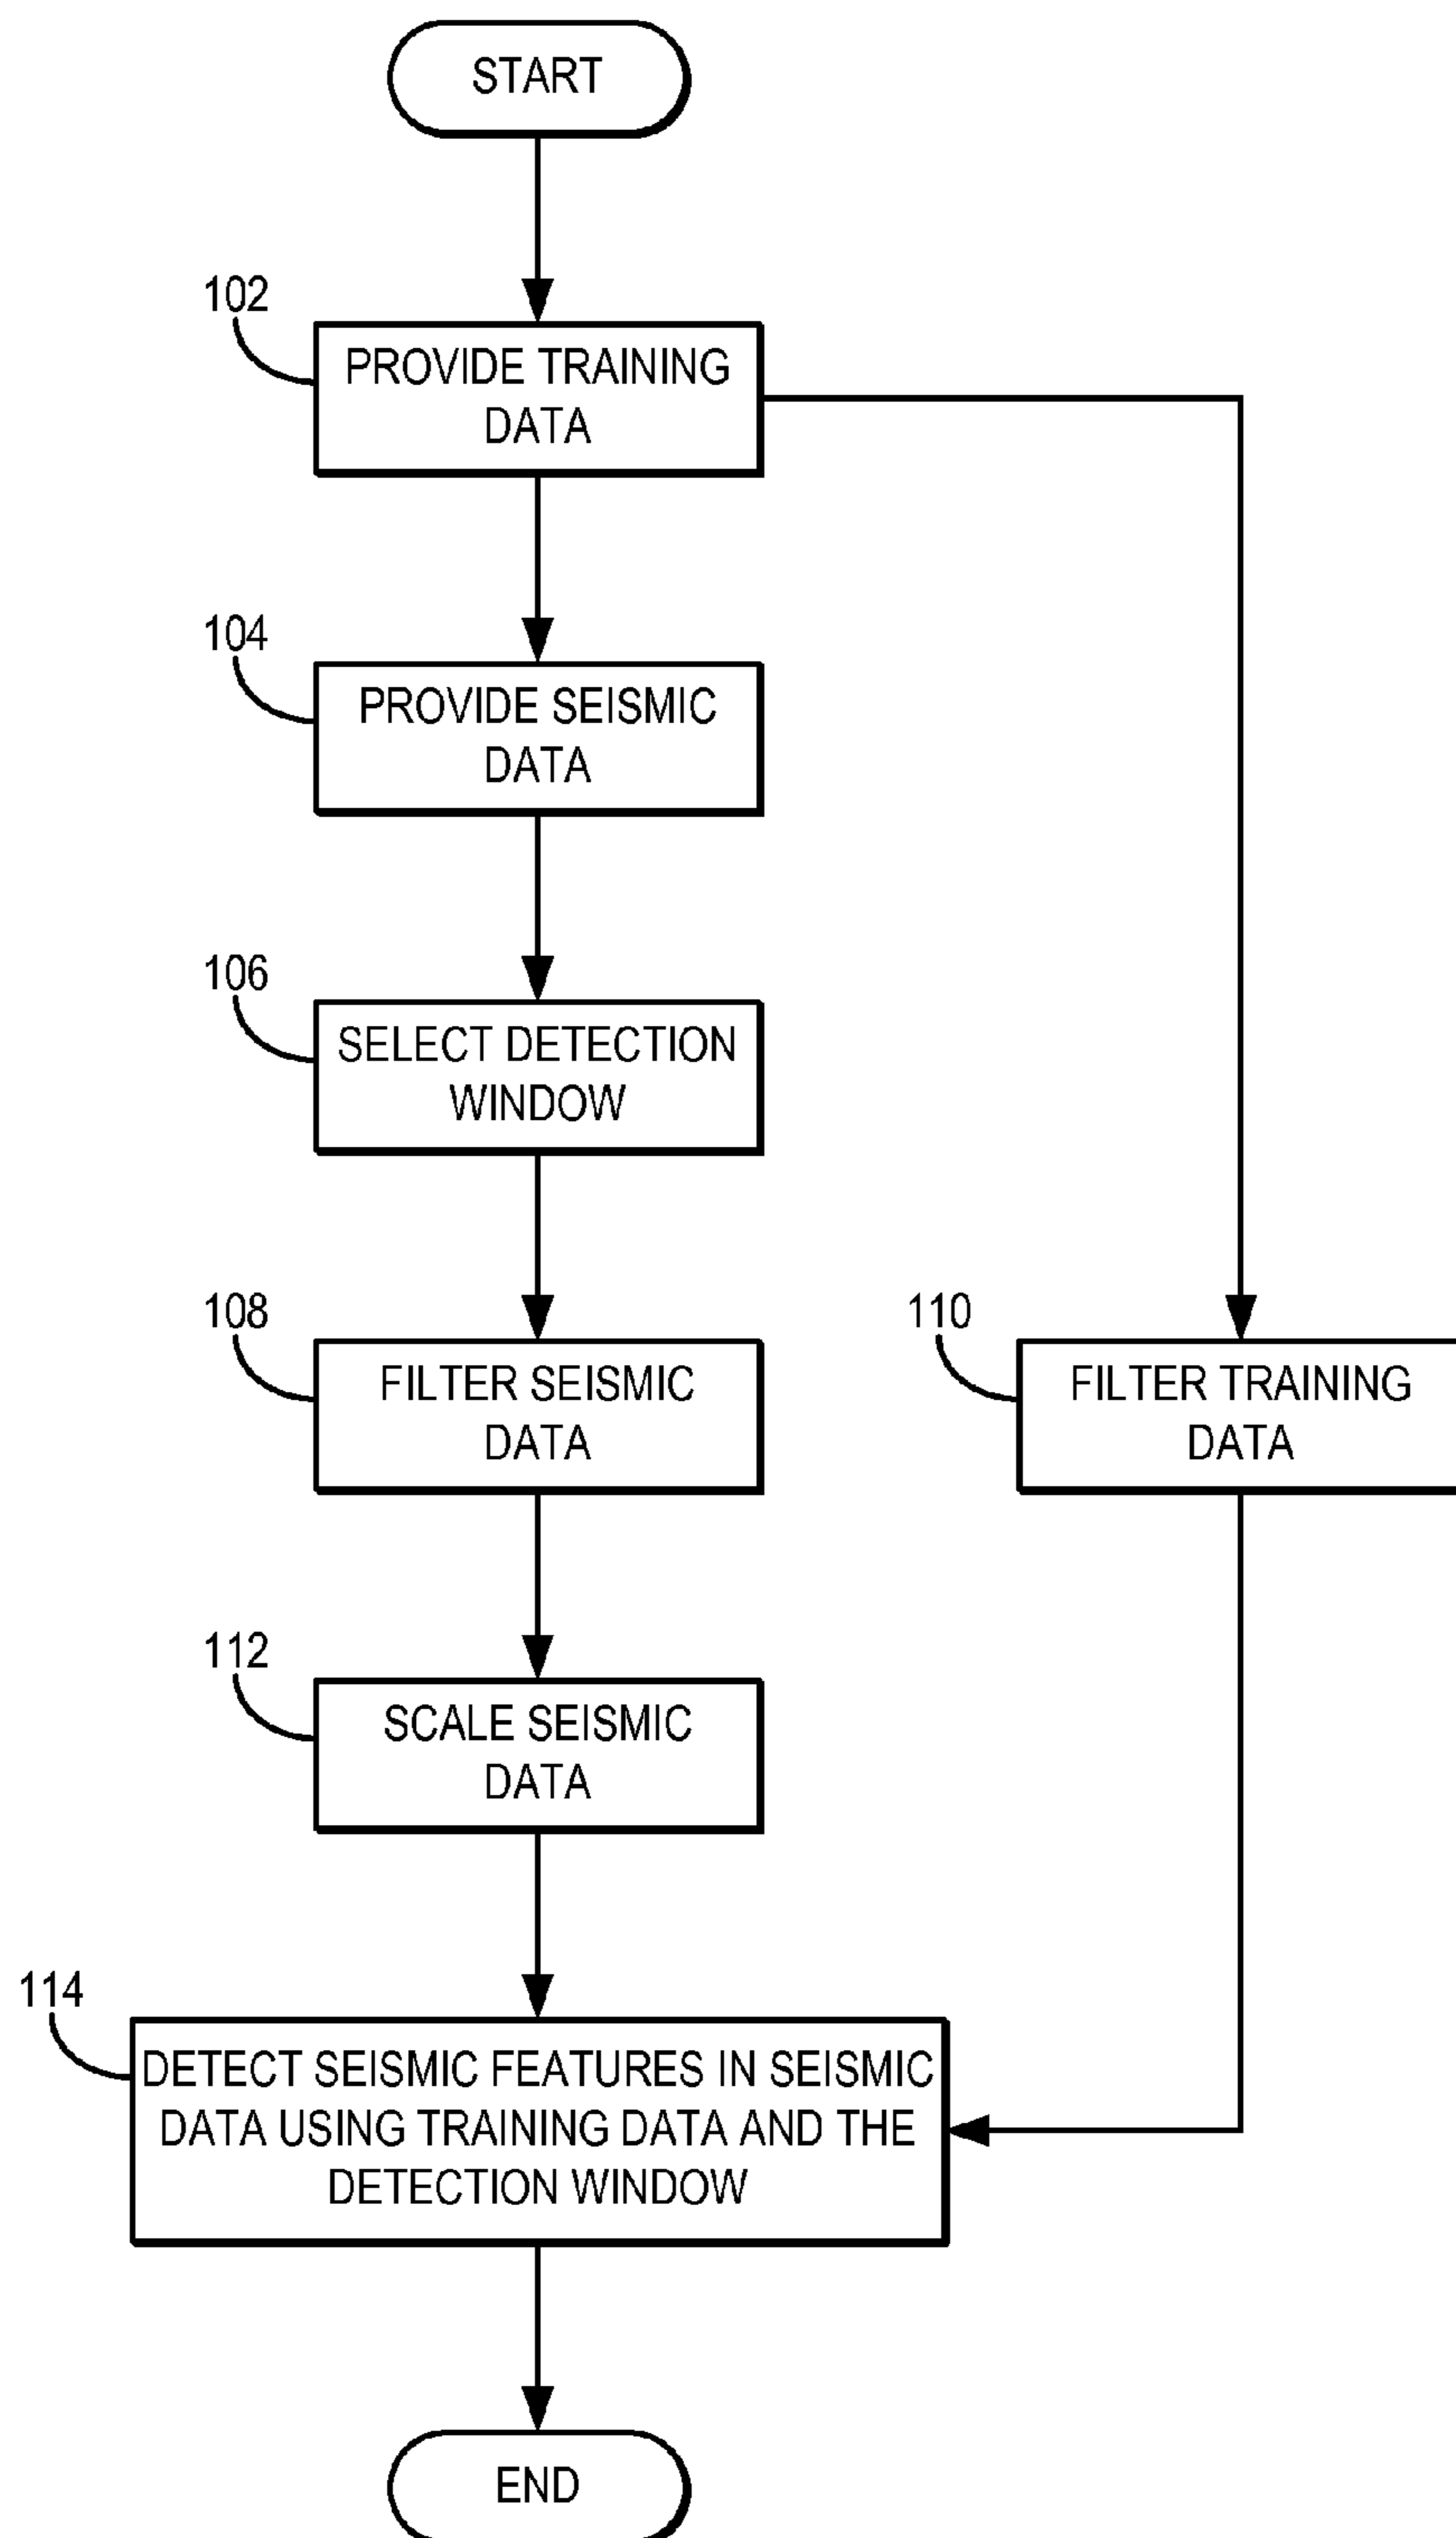 START
102
PROVIDE TRAINING
DATA
104
PROVIDE SEISMIC
DATA
106
SELECT DETECTION
WINDOW
108
FILTER SEISMIC
DATA
110
FILTER TRAINING
DATA
112
SCALE SEISMIC
DATA
114
DETECT SEISMIC FEATURES IN SEISMIC
DATA USING TRAINING DATA AND THE
DETECTION WINDOW
END